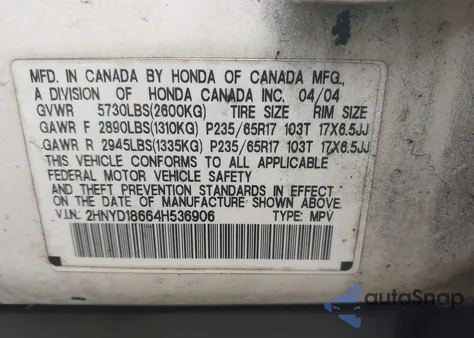 MFD. IN CANADA BY HONDA OF CANADA MFG.,
A DIVISION OF HONDA CANADA INC. 04/04
GVWR 5730LBS(2600KG) TIRE SIZE RIM SIZE
GAWR F 2890LBS(1310KG) P235/65R17 103T 17X6.5JJ
GAWR R 2945LBS(1335KG) P235/65R17 103T 17X6.5JJ
THIS VEHICLE CONFORMS TO ALL APPLICABLE
FEDERAL MOTOR VEHICLE SAFETY
AND THEFT PREVENTION STANDARDS IN EFFECT
ON THE DATE OF MANUFACTURE SHOWN ABOVE.
V.I.N.: 2HNYD18664H536906 TYPE: MPV
autoSnap